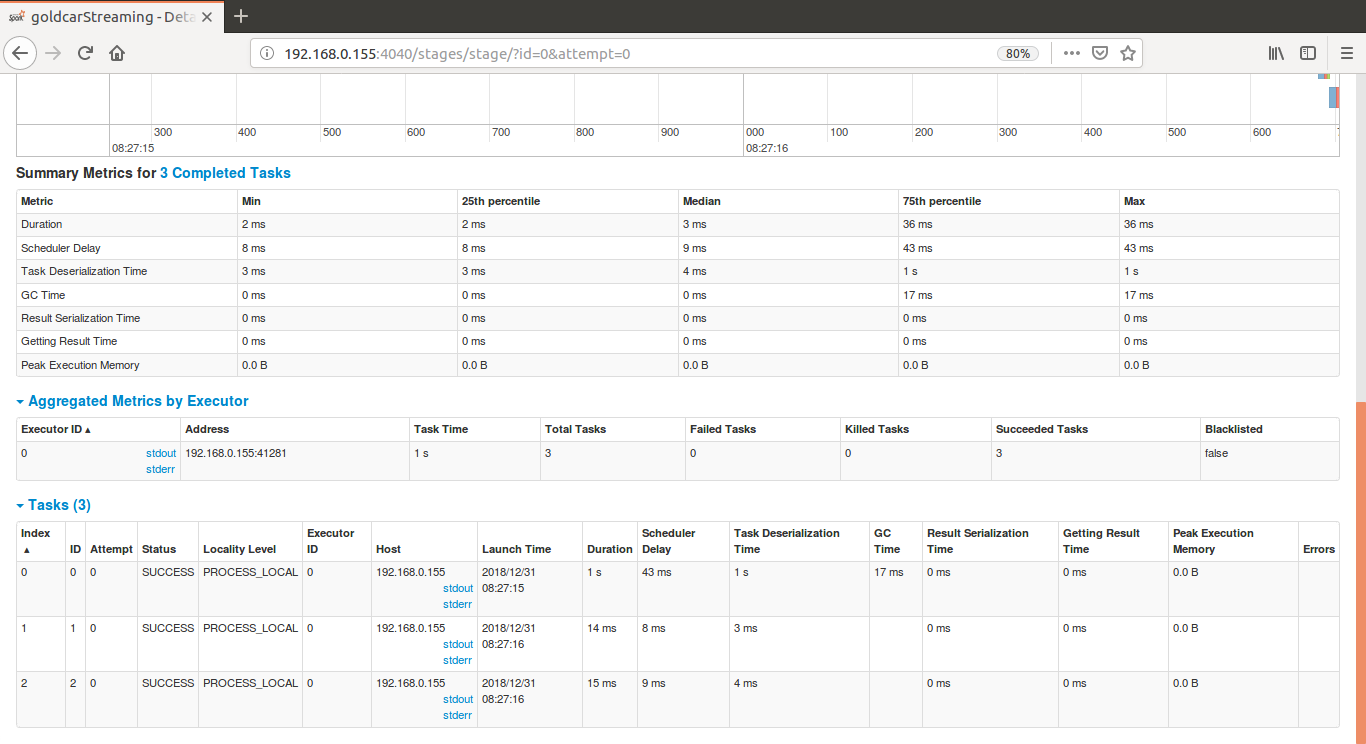 goldcarStreaming - Deta
192.168.0.155:4040/stages/stage/?id=0&attempt=0 80%
300 400 500 600 700 800 900 000 100 200 300 400 500 600
08:27:15 08:27:16
Summary Metrics for 3 Completed Tasks
Metric Min 25th percentile Median 75th percentile Max
Duration 2 ms 2 ms 3 ms 36 ms 36 ms
Scheduler Delay 8 ms 8 ms 9 ms 43 ms 43 ms
Task Deserialization Time 3 ms 3 ms 4 ms 1 s 1 s
GC Time 0 ms 0 ms 0 ms 17 ms 17 ms
Result Serialization Time 0 ms 0 ms 0 ms 0 ms 0 ms
Getting Result Time 0 ms 0 ms 0 ms 0 ms 0 ms
Peak Execution Memory 0.0 B 0.0 B 0.0 B 0.0 B 0.0 B
Aggregated Metrics by Executor
Executor ID ▴ Address Task Time Total Tasks Failed Tasks Killed Tasks Succeeded Tasks Blacklisted
0 stdout 192.168.0.155:41281 1 s 3 0 0 3 false
stderr
Tasks (3)
Index Executor Scheduler Task Deserialization GC Result Serialization Getting Result Peak Execution
▴ ID Attempt Status Locality Level ID Host Launch Time Duration Delay Time Time Time Time Memory Errors
0 0 0 SUCCESS PROCESS_LOCAL 0 192.168.0.155 2018/12/31 1 s 43 ms 1 s 17 ms 0 ms 0 ms 0.0 B
stdout 08:27:15
stderr
1 1 0 SUCCESS PROCESS_LOCAL 0 192.168.0.155 2018/12/31 14 ms 8 ms 3 ms 0 ms 0 ms 0.0 B
stdout 08:27:16
stderr
2 2 0 SUCCESS PROCESS_LOCAL 0 192.168.0.155 2018/12/31 15 ms 9 ms 4 ms 0 ms 0 ms 0.0 B
stdout 08:27:16
stderr